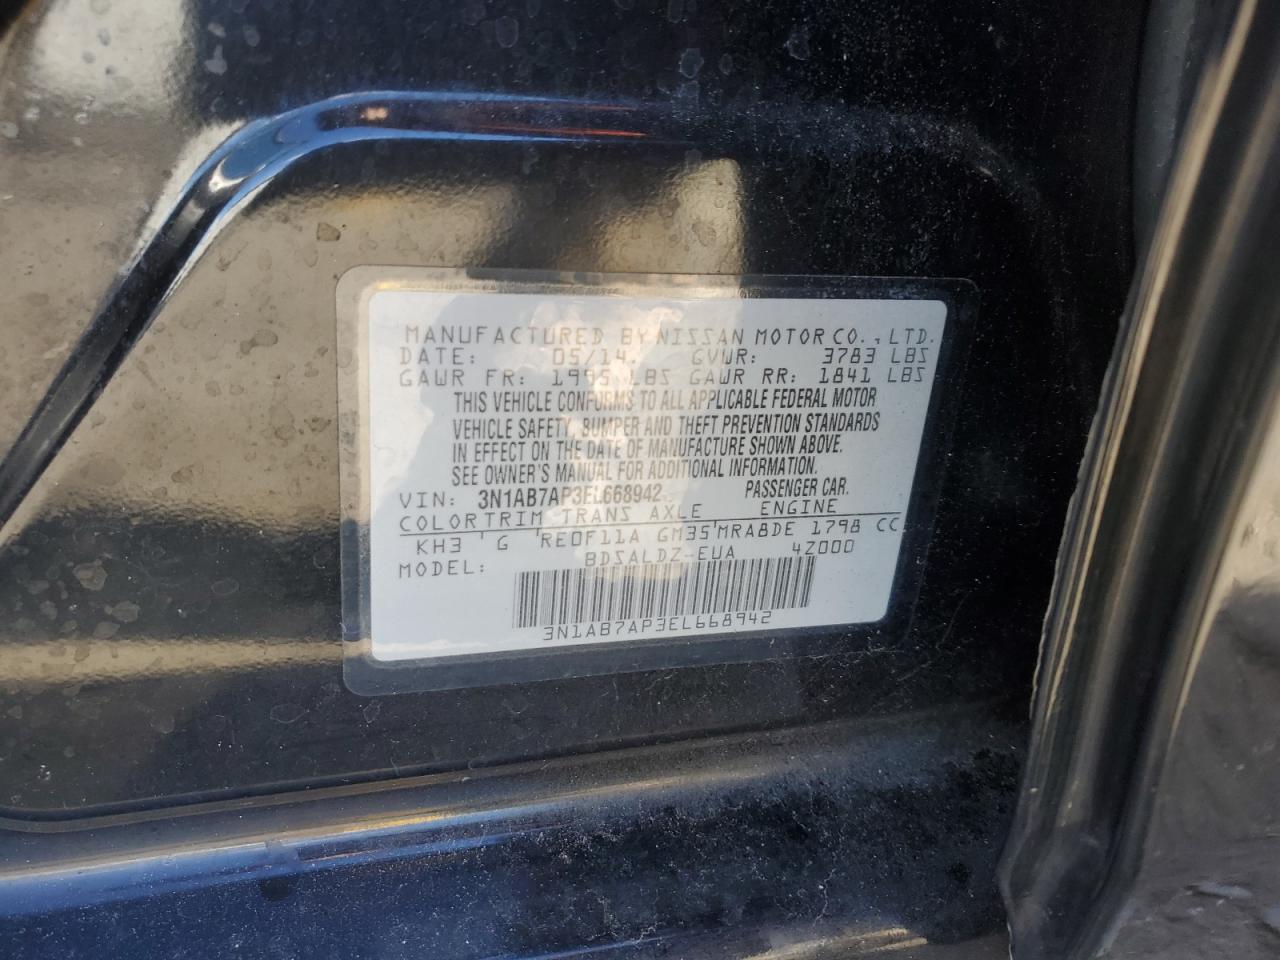 MANUFACTURED BY NISSAN MOTOR CO., LTD.
DATE: 05/14 GVWR: 3783 LBS
GAWR FR: 1995 LBS GAWR RR: 1841 LBS
THIS VEHICLE CONFORMS TO ALL APPLICABLE FEDERAL MOTOR
VEHICLE SAFETY, BUMPER AND THEFT PREVENTION STANDARDS
IN EFFECT ON THE DATE OF MANUFACTURE SHOWN ABOVE.
SEE OWNER'S MANUAL FOR ADDITIONAL INFORMATION.
VIN: 3N1AB7AP3EL668942 PASSENGER CAR.
COLOR TRIM TRANS AXLE ENGINE
KH3 ' G 'RE0F11A GM35'MRA8DE 1798 CC
MODEL: BDSALDZ-EUA 4Z000
3N1AB7AP3EL668942